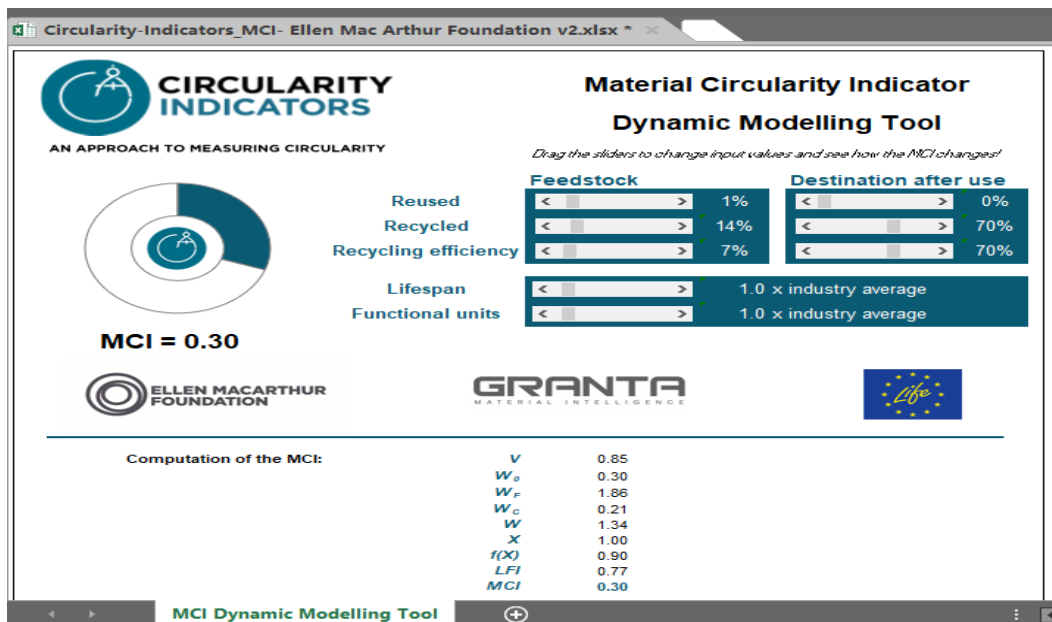 Circularity-Indicators_MCI- Ellen Mac Arthur Foundation v2.xlsx *
CIRCULARITY
INDICATORS
AN APPROACH TO MEASURING CIRCULARITY
Material Circularity Indicator
Dynamic Modelling Tool
Drag the sliders to change input values and see how the MCI changes!
Feedstock Destination after use
Reused 1% 0%
Recycled 14% 70%
Recycling efficiency 7% 70%
Lifespan 1.0 x industry average
Functional units 1.0 x industry average
MCI = 0.30
ELLEN MACARTHUR
FOUNDATION
GRANTA
MATERIAL INTELLIGENCE
Life
Computation of the MCI: V 0.85
W₀ 0.30
W_F 1.86
W_C 0.21
W 1.34
X 1.00
f(X) 0.90
LFI 0.77
MCI 0.30
MCI Dynamic Modelling Tool